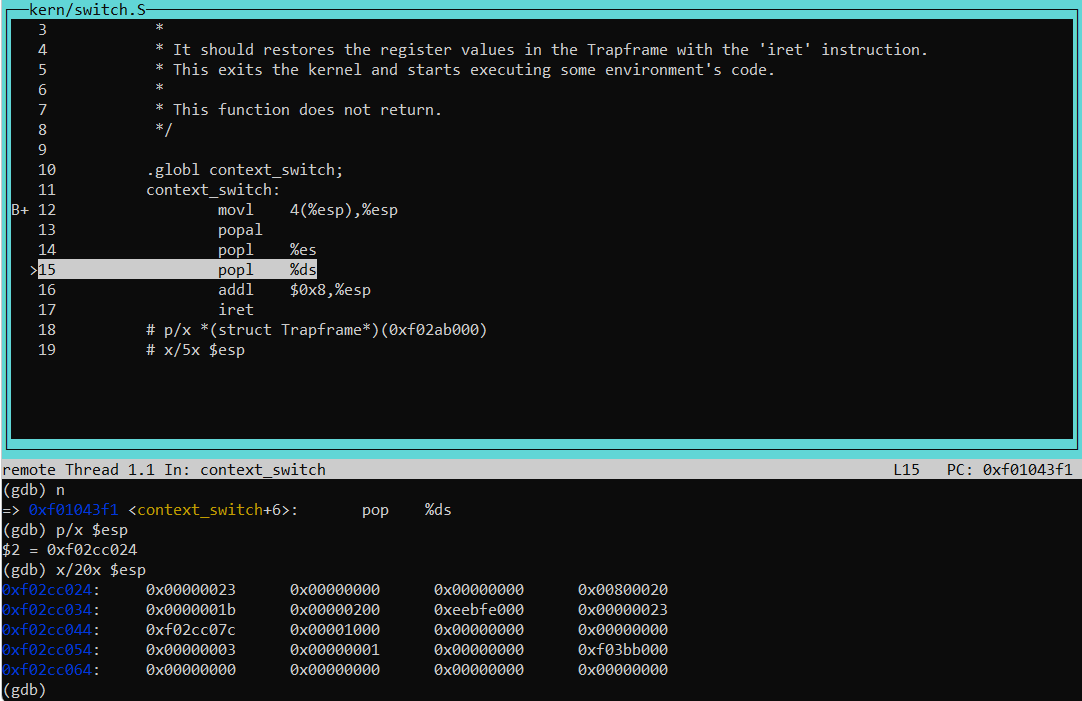 kern/switch.S
3 *
4 * It should restores the register values in the Trapframe with the 'iret' instruction.
5 * This exits the kernel and starts executing some environment's code.
6 *
7 * This function does not return.
8 */
9
10 .globl context_switch;
11 context_switch:
B+ 12 movl 4(%esp),%esp
13 popal
14 popl %es
>15 popl %ds
16 addl $0x8,%esp
17 iret
18 # p/x *(struct Trapframe*)(0xf02ab000)
19 # x/5x $esp
remote Thread 1.1 In: context_switch L15 PC: 0xf01043f1
(gdb) n
=> 0xf01043f1 <context_switch+6>: pop %ds
(gdb) p/x $esp
$2 = 0xf02cc024
(gdb) x/20x $esp
0xf02cc024: 0x00000023 0x00000000 0x00000000 0x00800020
0xf02cc034: 0x0000001b 0x00000200 0xeebfe000 0x00000023
0xf02cc044: 0xf02cc07c 0x00001000 0x00000000 0x00000000
0xf02cc054: 0x00000003 0x00000001 0x00000000 0xf03bb000
0xf02cc064: 0x00000000 0x00000000 0x00000000 0x00000000
(gdb)